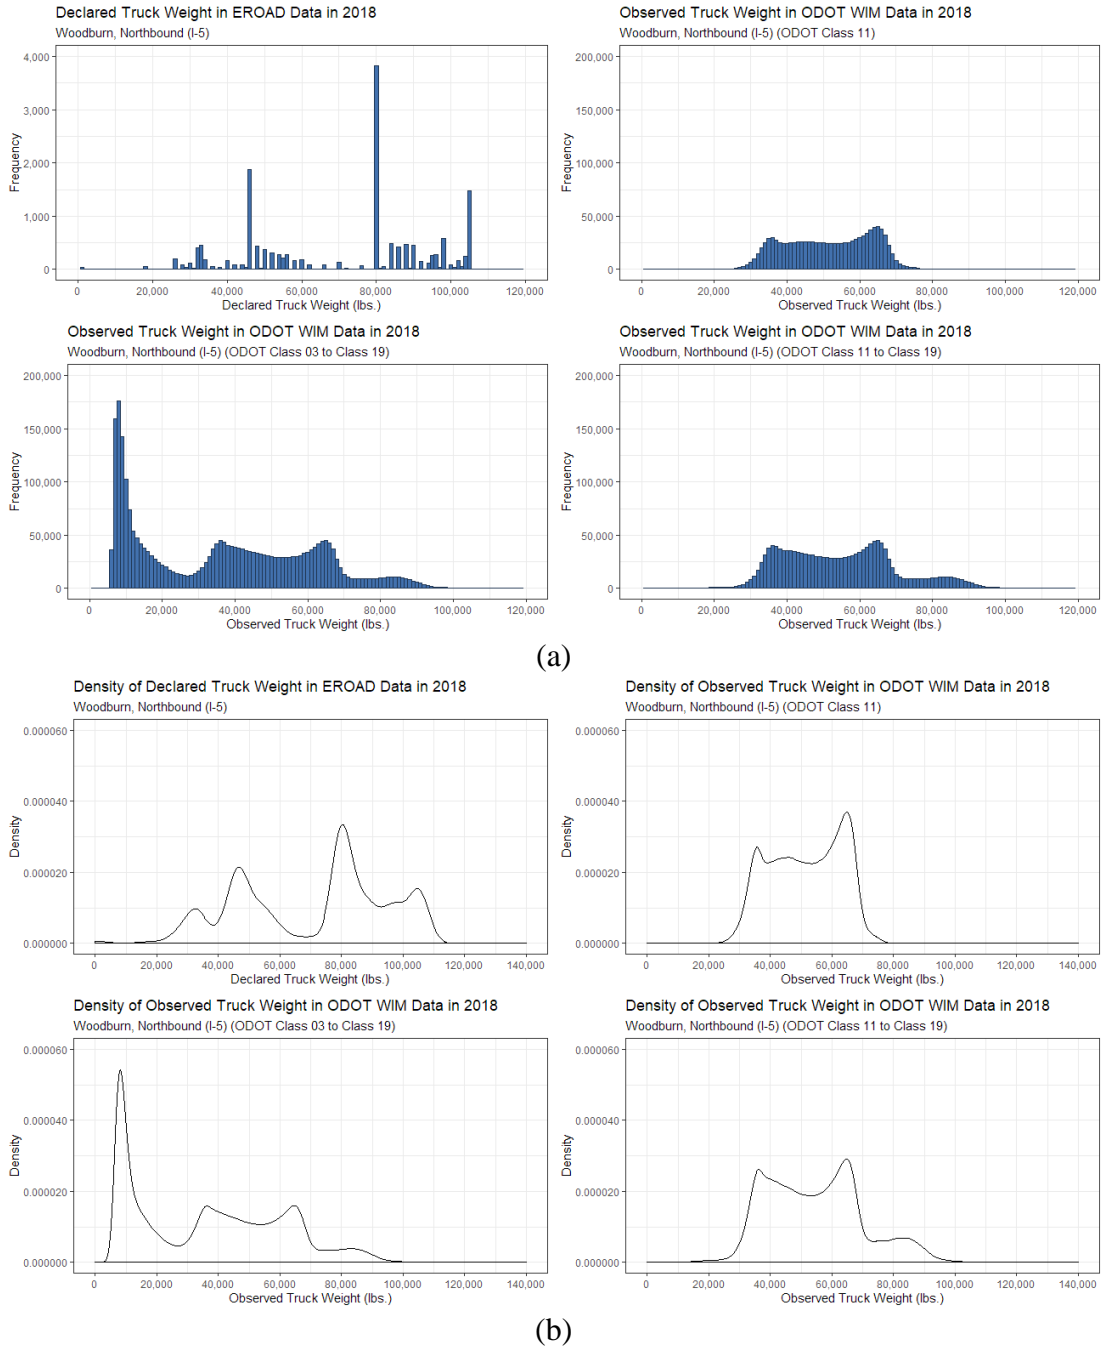 Declared Truck Weight in EROAD Data in 2018
Woodburn, Northbound (I-5)
4,000
3,000
2,000
1,000
0
Frequency
0 20,000 40,000 60,000 80,000 100,000 120,000
Declared Truck Weight (lbs.)
Observed Truck Weight in ODOT WIM Data in 2018
Woodburn, Northbound (I-5) (ODOT Class 11)
200,000
150,000
100,000
50,000
0
Frequency
0 20,000 40,000 60,000 80,000 100,000 120,000
Observed Truck Weight (lbs.)
Observed Truck Weight in ODOT WIM Data in 2018
Woodburn, Northbound (I-5) (ODOT Class 03 to Class 19)
200,000
150,000
100,000
50,000
0
Frequency
0 20,000 40,000 60,000 80,000 100,000 120,000
Observed Truck Weight (lbs.)
Observed Truck Weight in ODOT WIM Data in 2018
Woodburn, Northbound (I-5) (ODOT Class 11 to Class 19)
200,000
150,000
100,000
50,000
0
Frequency
0 20,000 40,000 60,000 80,000 100,000 120,000
Observed Truck Weight (lbs.)
(a)
Density of Declared Truck Weight in EROAD Data in 2018
Woodburn, Northbound (I-5)
0.000060
0.000040
0.000020
0.000000
Density
0 20,000 40,000 60,000 80,000 100,000 120,000 140,000
Declared Truck Weight (lbs.)
Density of Observed Truck Weight in ODOT WIM Data in 2018
Woodburn, Northbound (I-5) (ODOT Class 11)
0.000060
0.000040
0.000020
0.000000
Density
0 20,000 40,000 60,000 80,000 100,000 120,000 140,000
Observed Truck Weight (lbs.)
Density of Observed Truck Weight in ODOT WIM Data in 2018
Woodburn, Northbound (I-5) (ODOT Class 03 to Class 19)
0.000060
0.000040
0.000020
0.000000
Density
0 20,000 40,000 60,000 80,000 100,000 120,000 140,000
Observed Truck Weight (lbs.)
Density of Observed Truck Weight in ODOT WIM Data in 2018
Woodburn, Northbound (I-5) (ODOT Class 11 to Class 19)
0.000060
0.000040
0.000020
0.000000
Density
0 20,000 40,000 60,000 80,000 100,000 120,000 140,000
Observed Truck Weight (lbs.)
(b)